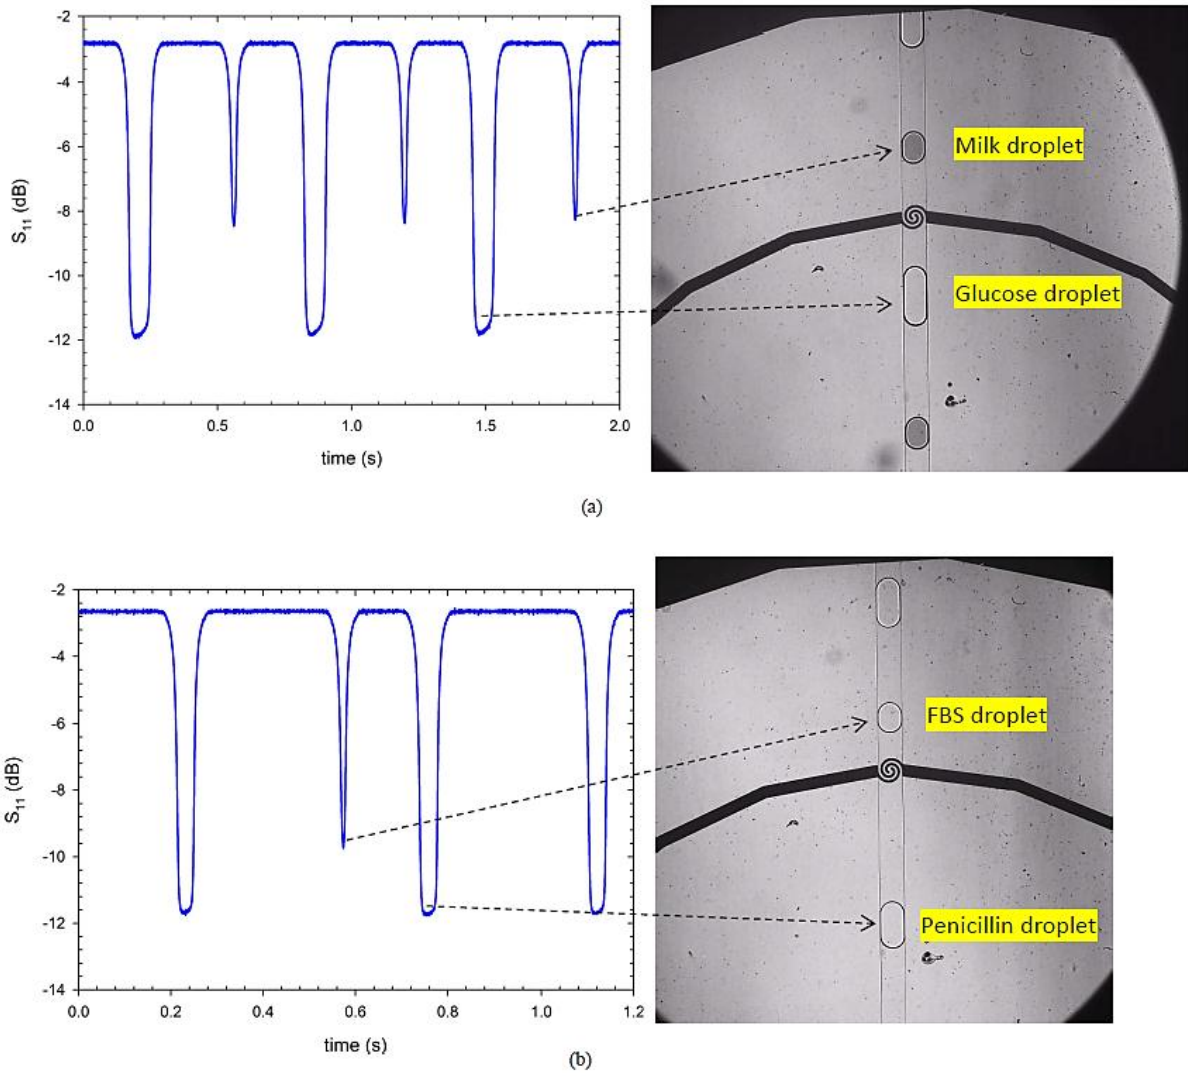 -2
-4
-6
-8
-10
-12
-14
S11 (dB)
0.0 0.5 1.0 1.5 2.0
time (s)
Milk droplet
Glucose droplet
(a)
-2
-4
-6
-8
-10
-12
-14
S11 (dB)
0.0 0.2 0.4 0.6 0.8 1.0 1.2
time (s)
FBS droplet
Penicillin droplet
(b)